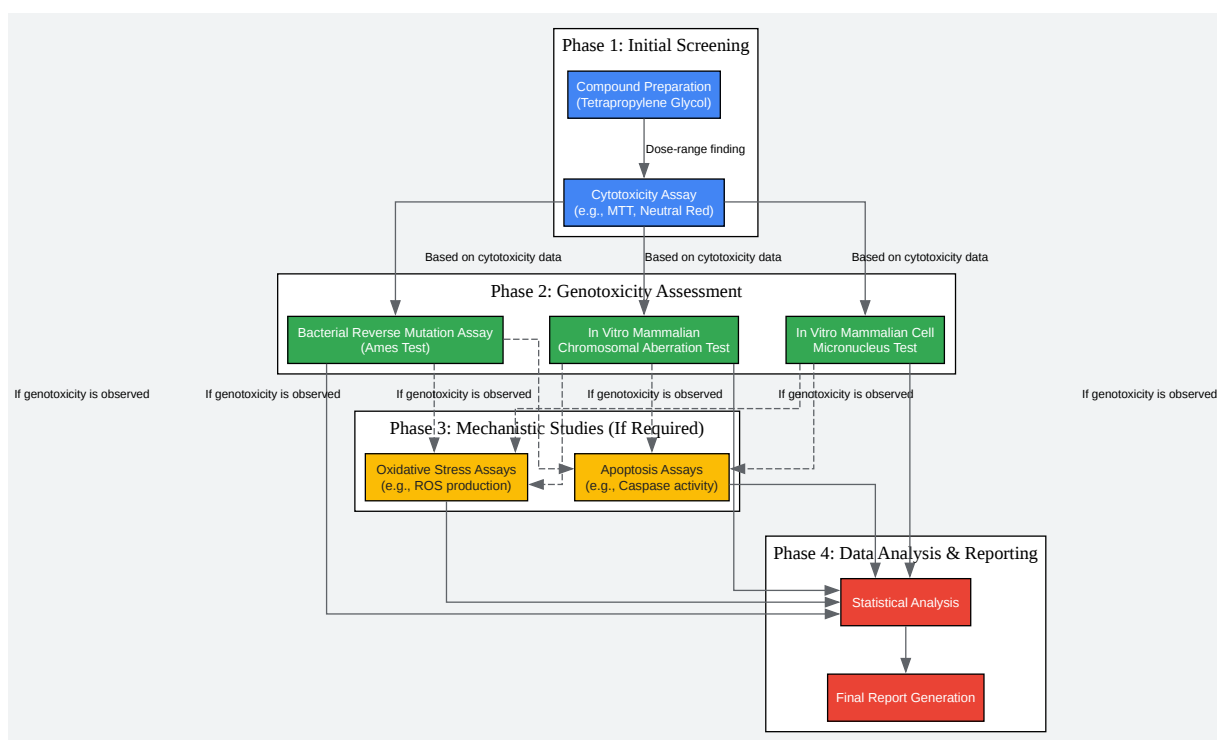 Phase 1: Initial Screening
Compound Preparation
(Tetrapropylene Glycol)
Dose-range finding
Cytotoxicity Assay
(e.g., MTT, Neutral Red)
Based on cytotoxicity data
Based on cytotoxicity data
Based on cytotoxicity data
Phase 2: Genotoxicity Assessment
Bacterial Reverse Mutation Assay
(Ames Test)
In Vitro Mammalian
Chromosomal Aberration Test
In Vitro Mammalian Cell
Micronucleus Test
If genotoxicity is observed
If genotoxicity is observed
If genotoxicity is observed
If genotoxicity is observed
If genotoxicity is observed
If genotoxicity is observed
Phase 3: Mechanistic Studies (If Required)
Oxidative Stress Assays
(e.g., ROS production)
Apoptosis Assays
(e.g., Caspase activity)
Phase 4: Data Analysis & Reporting
Statistical Analysis
Final Report Generation